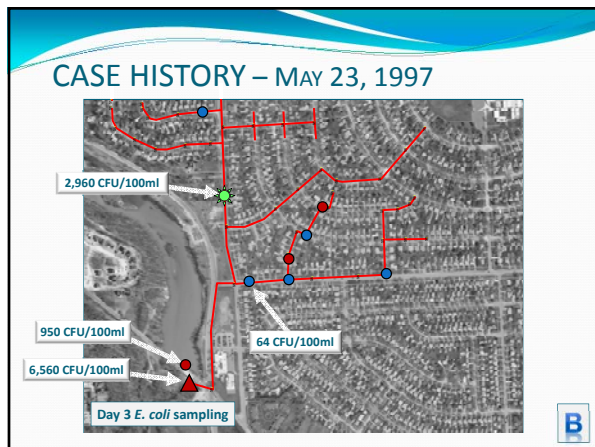 CASE HISTORY – MAY 23, 1997
2,960 CFU/100ml
950 CFU/100ml
64 CFU/100ml
6,560 CFU/100ml
Day 3 E. coli sampling
B